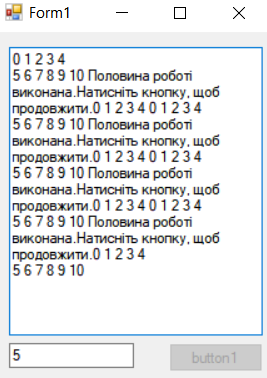 Form1
0 1 2 3 4
5 6 7 8 9 10 Половина роботі
виконана.Натисніть кнопку, щоб
продовжити.0 1 2 3 4 0 1 2 3 4
5 6 7 8 9 10 Половина роботі
виконана.Натисніть кнопку, щоб
продовжити.0 1 2 3 4 0 1 2 3 4
5 6 7 8 9 10 Половина роботі
виконана.Натисніть кнопку, щоб
продовжити.0 1 2 3 4 0 1 2 3 4
5 6 7 8 9 10 Половина роботі
виконана.Натисніть кнопку, щоб
продовжити.0 1 2 3 4
5 6 7 8 9 10
5
button1